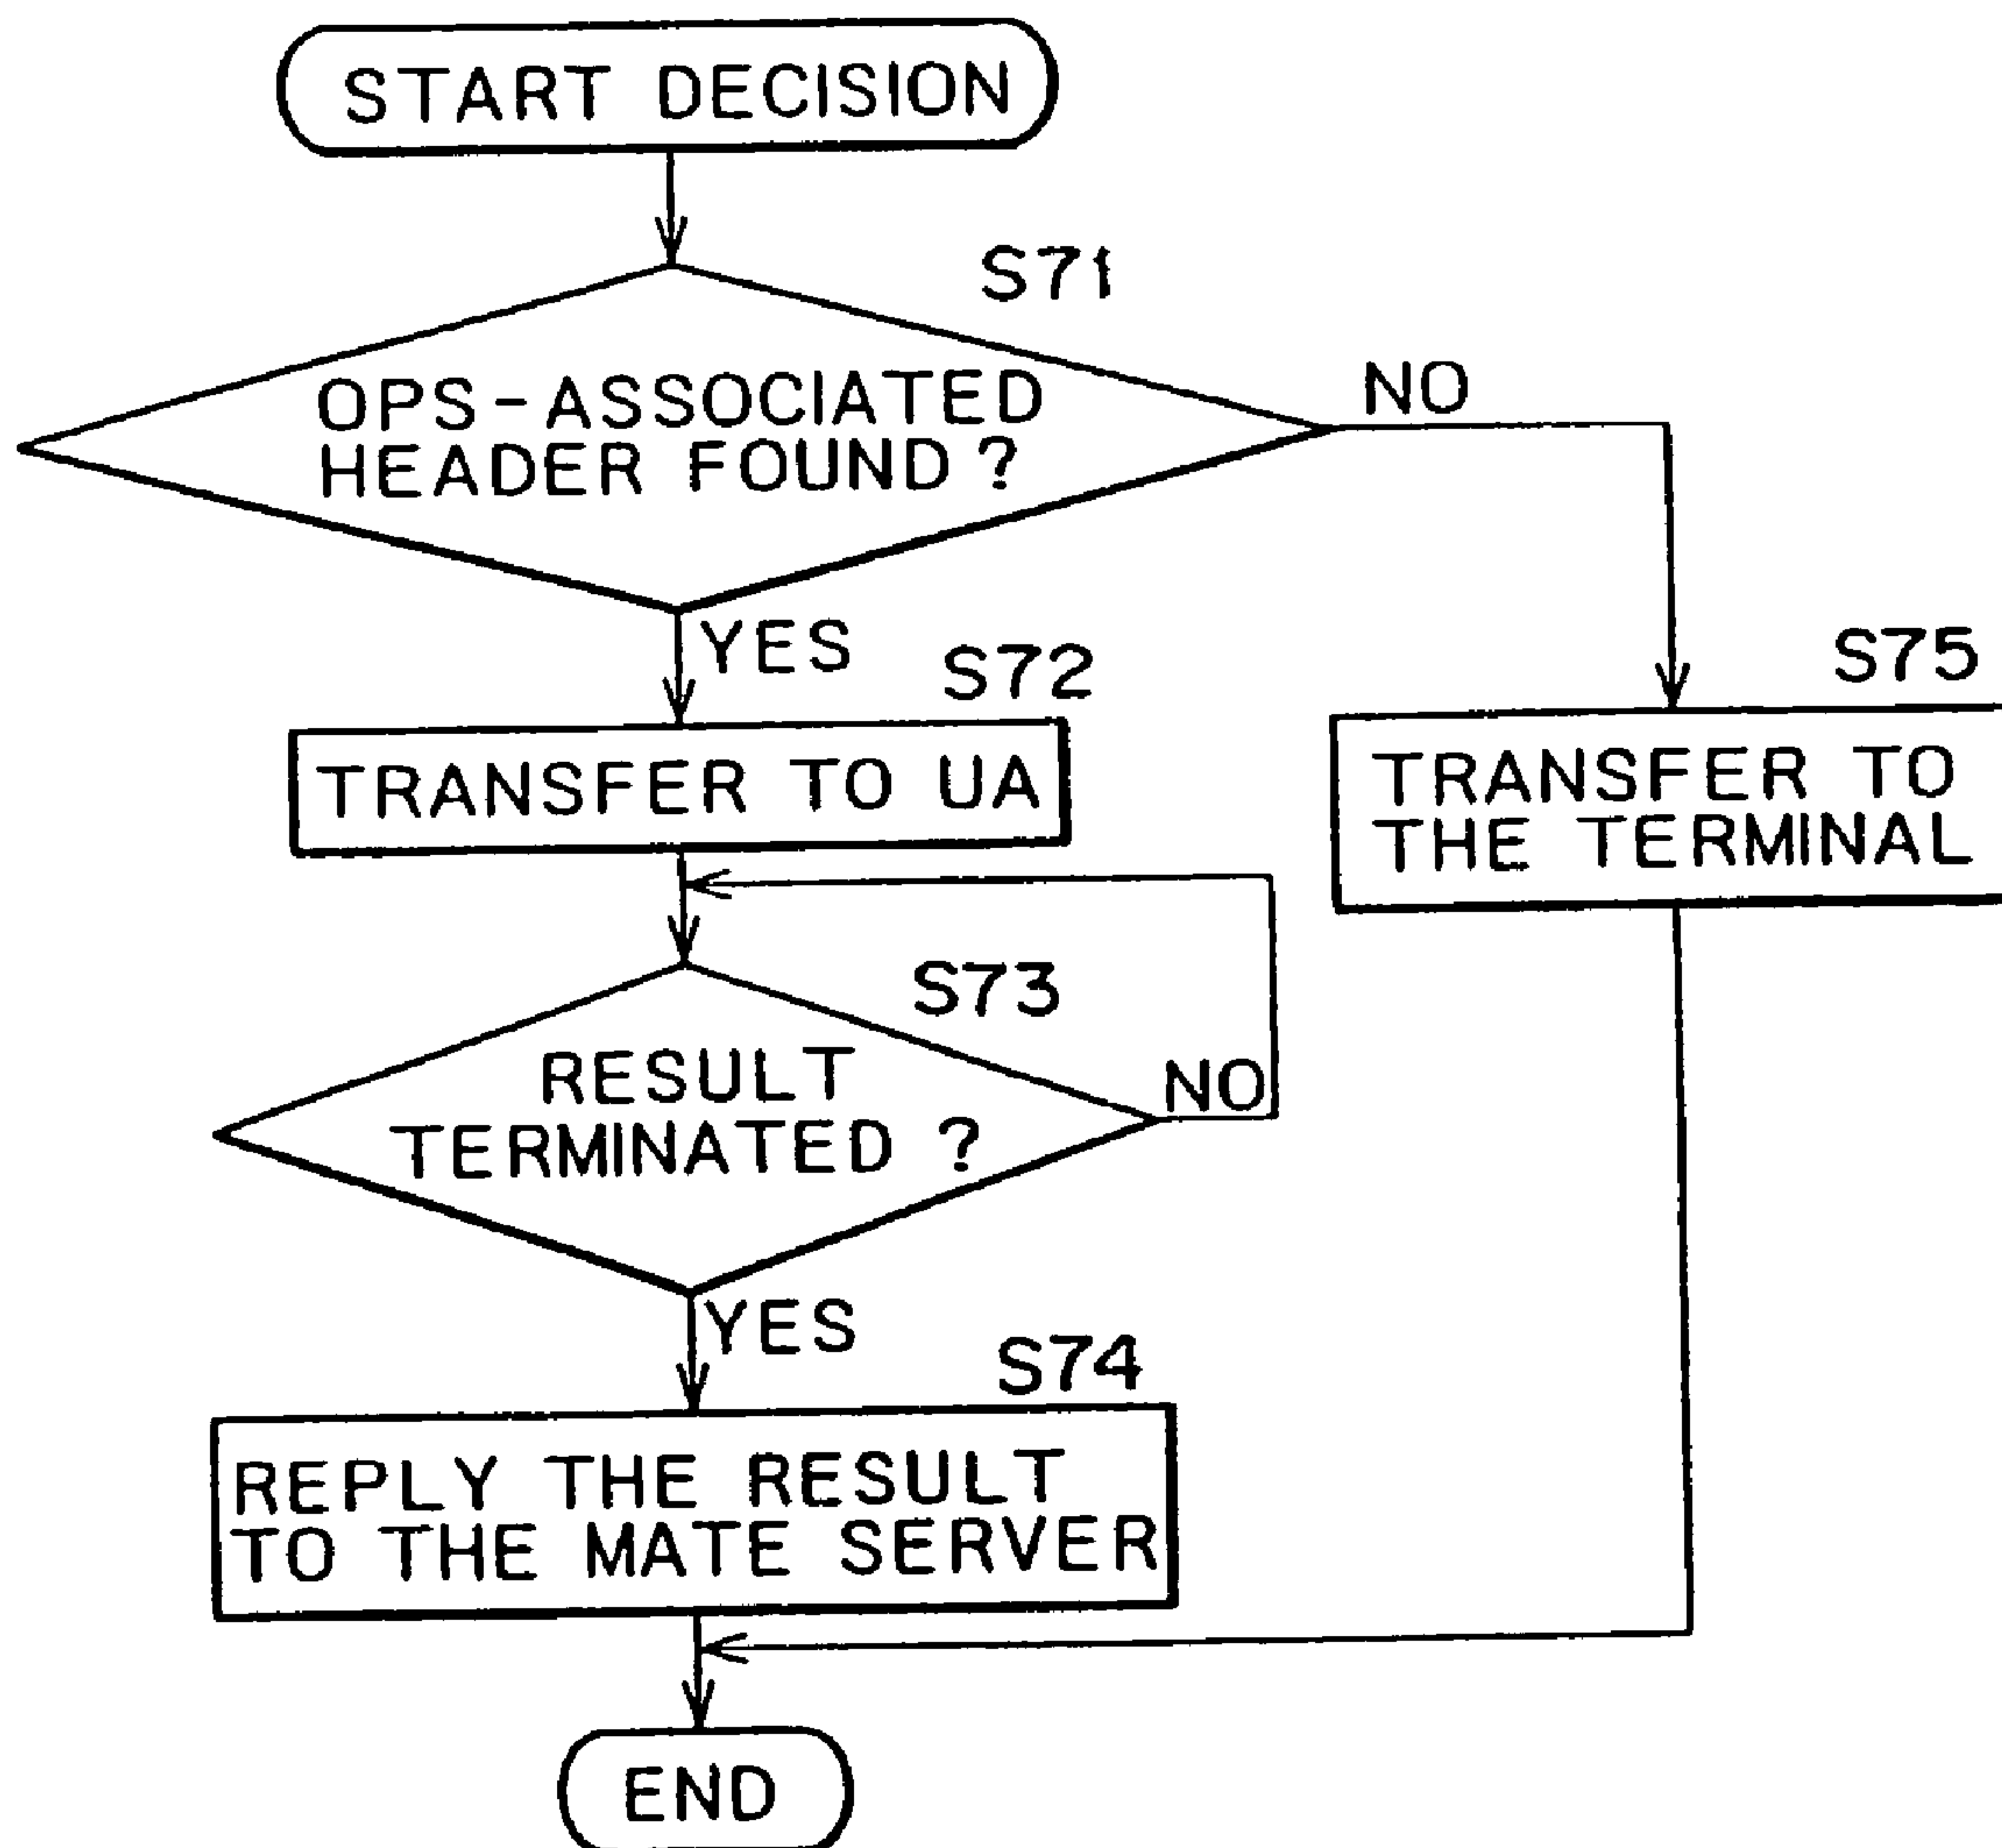 START DECISION
S71
OPS-ASSOCIATED
HEADER FOUND ?
NO
YES
S72
S75
TRANSFER TO UA
TRANSFER TO
THE TERMINAL
S73
RESULT
TERMINATED ?
NO
YES
S74
REPLY THE RESULT
TO THE MATE SERVER
END